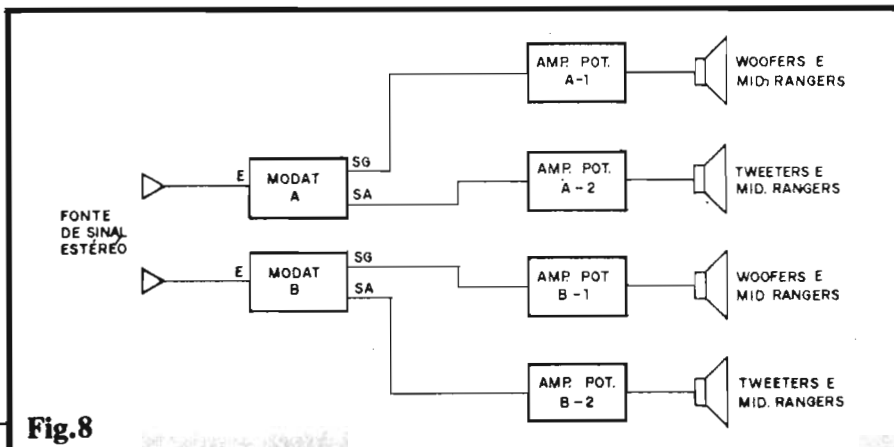 AMP. POT.
A-1
WOOFERS E
MID. RANGERS
SG
E
MODAT
A
SA
AMP. POT.
A-2
TWEETERS E
MID. RANGERS
FONTE
DE SINAL
ESTÉREO
SG
E
MODAT
B
SA
AMP. POT
B-1
WOOFERS E
MID RANGERS
AMP. POT.
B-2
TWEETERS E
MID. RANGERS
Fig.8